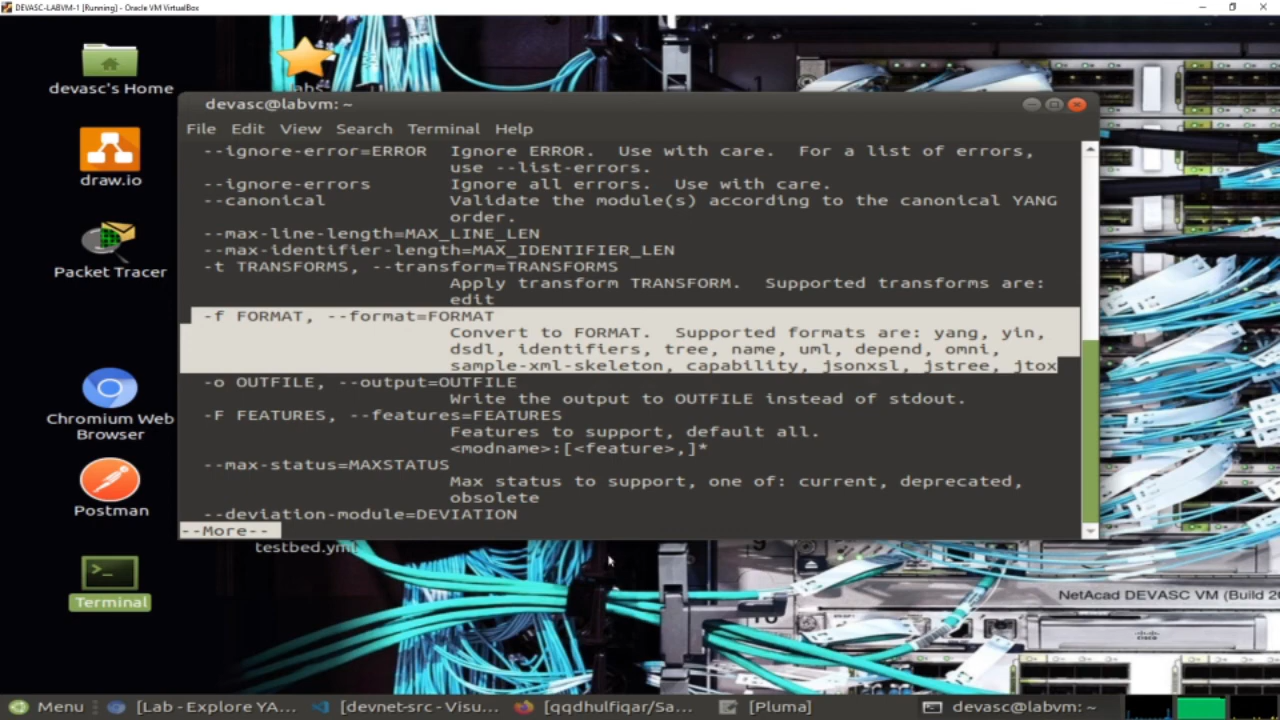 DEVASC-LABVM-1 [Running] - Oracle VM VirtualBox
devasc's Home
draw.io
Packet Tracer
Chromium Web
Browser
Postman
Terminal
testbed.yml
devasc@labvm: ~
File Edit View Search Terminal Help
--ignore-error=ERROR Ignore ERROR. Use with care. For a list of errors,
use --list-errors.
--ignore-errors Ignore all errors. Use with care.
--canonical Validate the module(s) according to the canonical YANG
order.
--max-line-length=MAX_LINE_LEN
--max-identifier-length=MAX_IDENTIFIER_LEN
-t TRANSFORMS, --transform=TRANSFORMS
Apply transform TRANSFORM. Supported transforms are:
edit
-f FORMAT, --format=FORMAT
Convert to FORMAT. Supported formats are: yang, yin,
dsdl, identifiers, tree, name, uml, depend, omni,
sample-xml-skeleton, capability, jsonxsl, jstree, jtox
-o OUTFILE, --output=OUTFILE
Write the output to OUTFILE instead of stdout.
-F FEATURES, --features=FEATURES
Features to support, default all.
<modname>:[<feature>,]*
--max-status=MAXSTATUS
Max status to support, one of: current, deprecated,
obsolete
--deviation-module=DEVIATION
--More--
NetAcad DEVASC VM (Build 20
Menu [Lab - Explore YA... [devnet-src - Visu... [qqdhulfiqar/Sa... [Pluma] devasc@labvm: ~